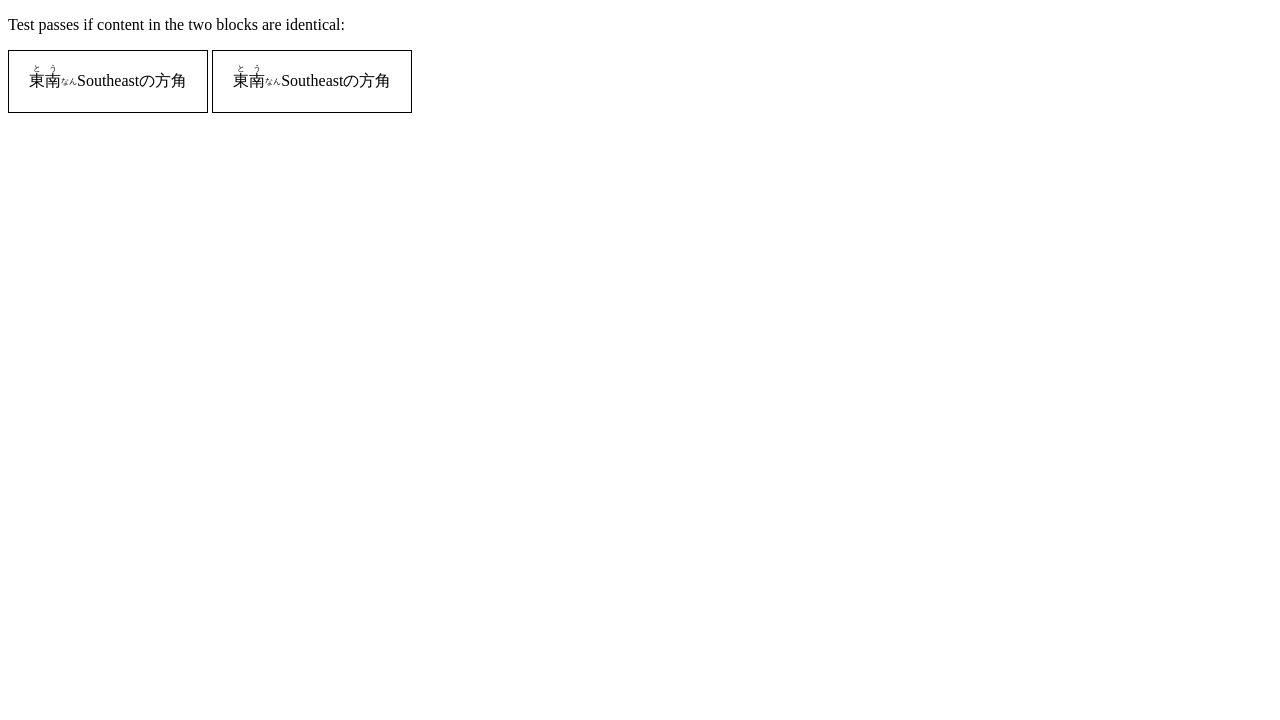 Test passes if content in the two blocks are identical:
とう とう
東南なんSoutheastの方角 東南なんSoutheastの方角